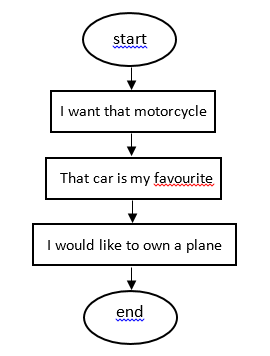 start
I want that motorcycle
That car is my favourite
I would like to own a plane
end